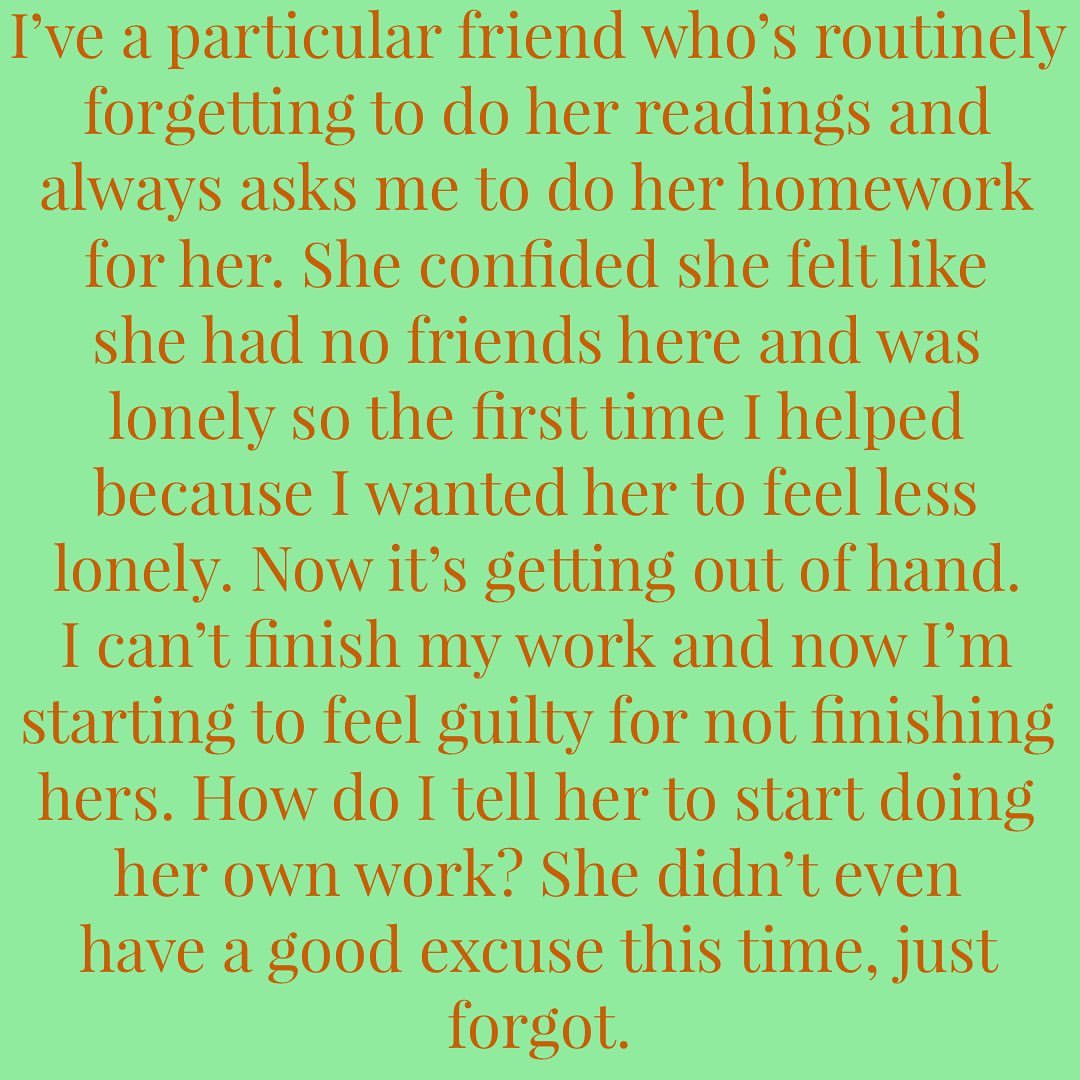 I’ve a particular friend who’s routinely
forgetting to do her readings and
always asks me to do her homework
for her. She confided she felt like
she had no friends here and was
lonely so the first time I helped
because I wanted her to feel less
lonely. Now it’s getting out of hand.
I can’t finish my work and now I’m
starting to feel guilty for not finishing
hers. How do I tell her to start doing
her own work? She didn’t even
have a good excuse this time, just
forgot.